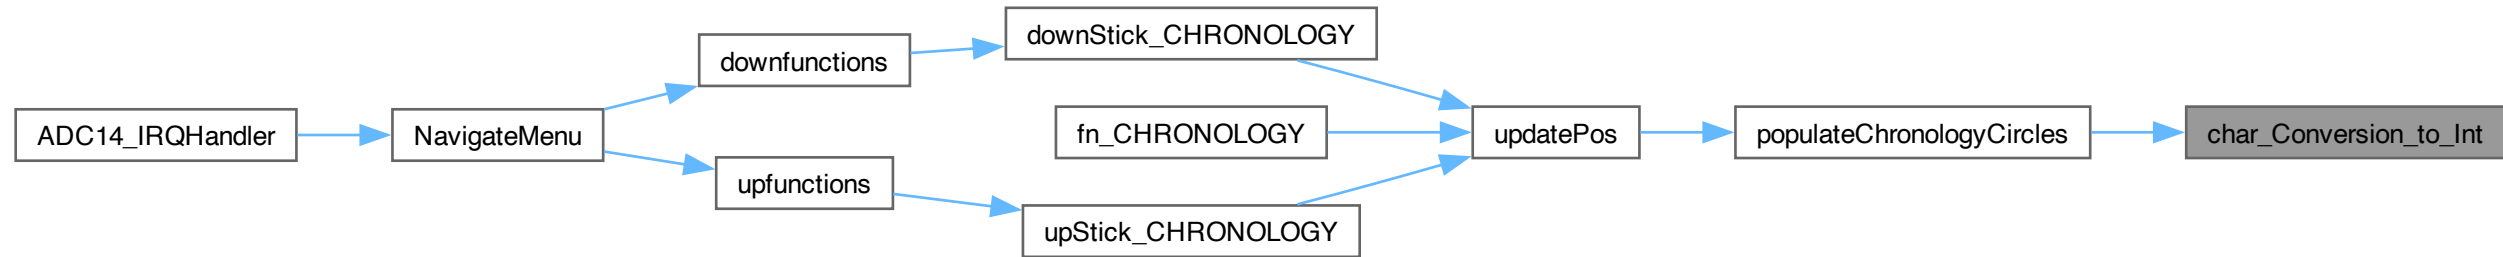 ADC14_IRQHandler
NavigateMenu
downfunctions
upfunctions
downStick_CHRONOLOGY
fn_CHRONOLOGY
upStick_CHRONOLOGY
updatePos
populateChronologyCircles
char_Conversion_to_Int